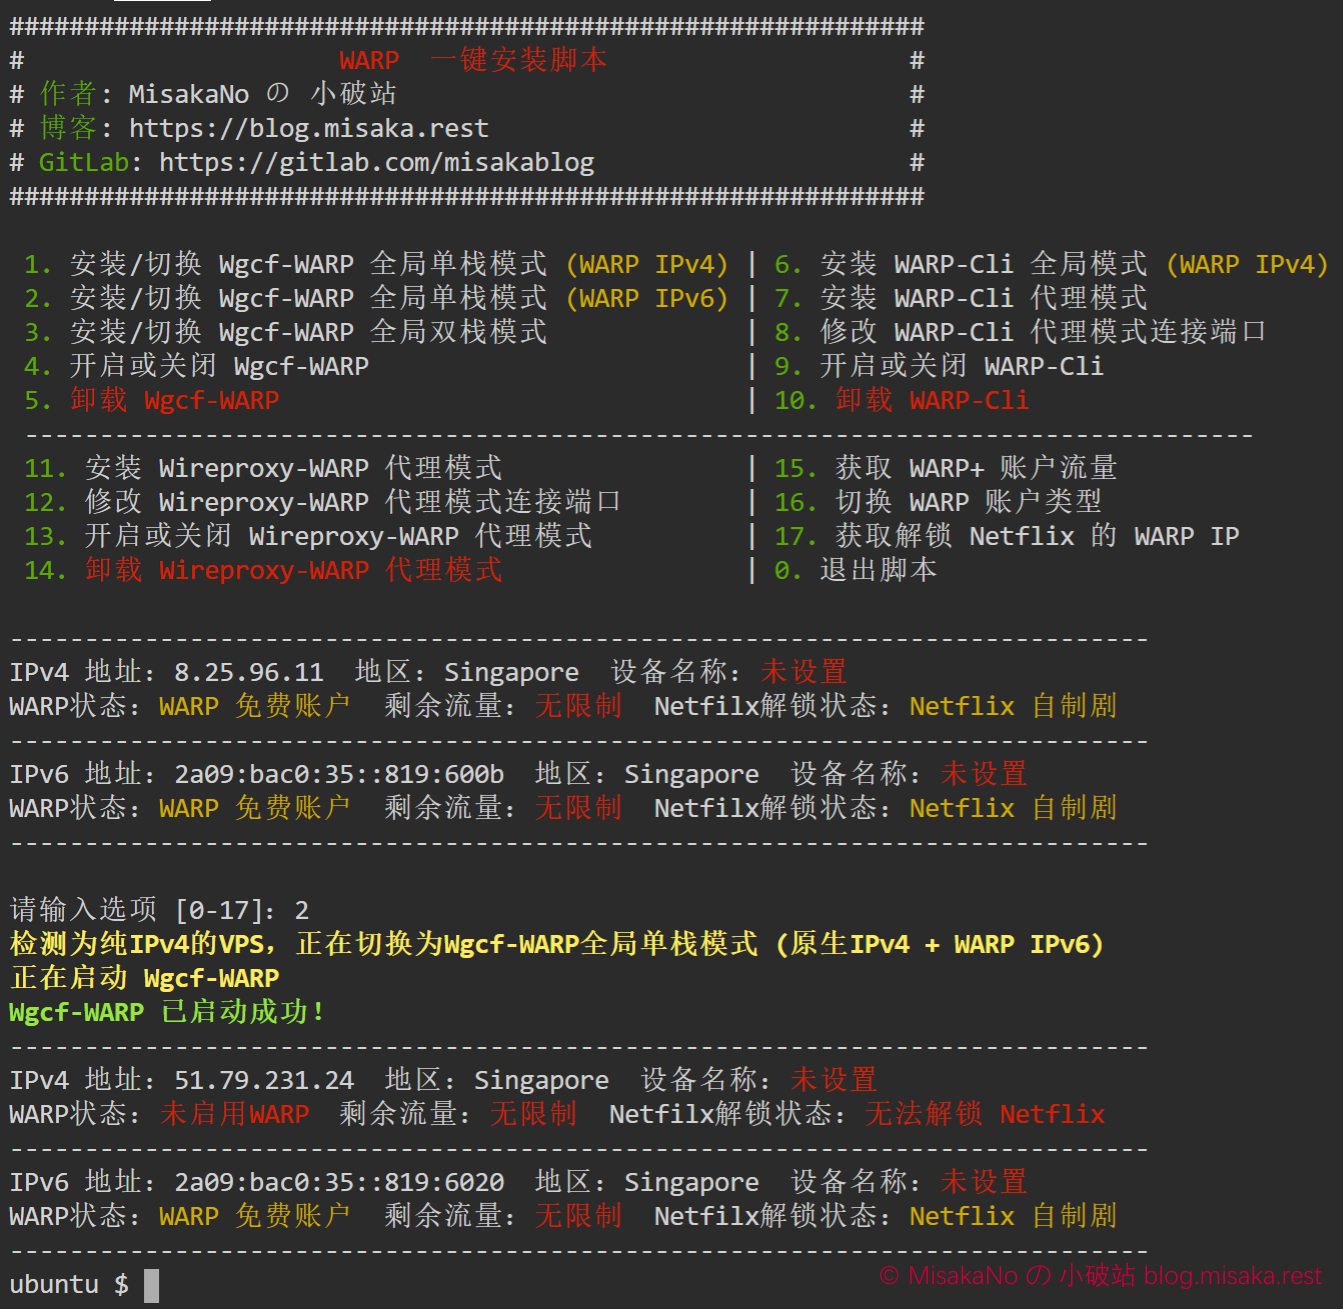 #############################################################
# WARP 一键安装脚本 #
# 作者: MisakaNo の 小破站 #
# 博客: https://blog.misaka.rest #
# GitLab: https://gitlab.com/misakablog #
#############################################################
1. 安装/切换 Wgcf-WARP 全局单栈模式 (WARP IPv4) | 6. 安装 WARP-Cli 全局模式 (WARP IPv4)
2. 安装/切换 Wgcf-WARP 全局单栈模式 (WARP IPv6) | 7. 安装 WARP-Cli 代理模式
3. 安装/切换 Wgcf-WARP 全局双栈模式 | 8. 修改 WARP-Cli 代理模式连接端口
4. 开启或关闭 Wgcf-WARP | 9. 开启或关闭 WARP-Cli
5. 卸载 Wgcf-WARP | 10. 卸载 WARP-Cli
----------------------------------------------------------------------------------
11. 安装 Wireproxy-WARP 代理模式 | 15. 获取 WARP+ 账户流量
12. 修改 Wireproxy-WARP 代理模式连接端口 | 16. 切换 WARP 账户类型
13. 开启或关闭 Wireproxy-WARP 代理模式 | 17. 获取解锁 Netflix 的 WARP IP
14. 卸载 Wireproxy-WARP 代理模式 | 0. 退出脚本
----------------------------------------------------------------------------
IPv4 地址：8.25.96.11 地区：Singapore 设备名称：未设置
WARP状态：WARP 免费账户 剩余流量：无限制 Netfilx解锁状态：Netflix 自制剧
----------------------------------------------------------------------------
IPv6 地址：2a09:bac0:35::819:600b 地区：Singapore 设备名称：未设置
WARP状态：WARP 免费账户 剩余流量：无限制 Netfilx解锁状态：Netflix 自制剧
----------------------------------------------------------------------------
请输入选项 [0-17]：2
检测为纯IPv4的VPS，正在切换为Wgcf-WARP全局单栈模式 (原生IPv4 + WARP IPv6)
正在启动 Wgcf-WARP
Wgcf-WARP 已启动成功！
----------------------------------------------------------------------------
IPv4 地址：51.79.231.24 地区：Singapore 设备名称：未设置
WARP状态：未启用WARP 剩余流量：无限制 Netfilx解锁状态：无法解锁 Netflix
----------------------------------------------------------------------------
IPv6 地址：2a09:bac0:35::819:6020 地区：Singapore 设备名称：未设置
WARP状态：WARP 免费账户 剩余流量：无限制 Netfilx解锁状态：Netflix 自制剧
----------------------------------------------------------------------------
ubuntu $
© MisakaNo の 小破站 blog.misaka.rest